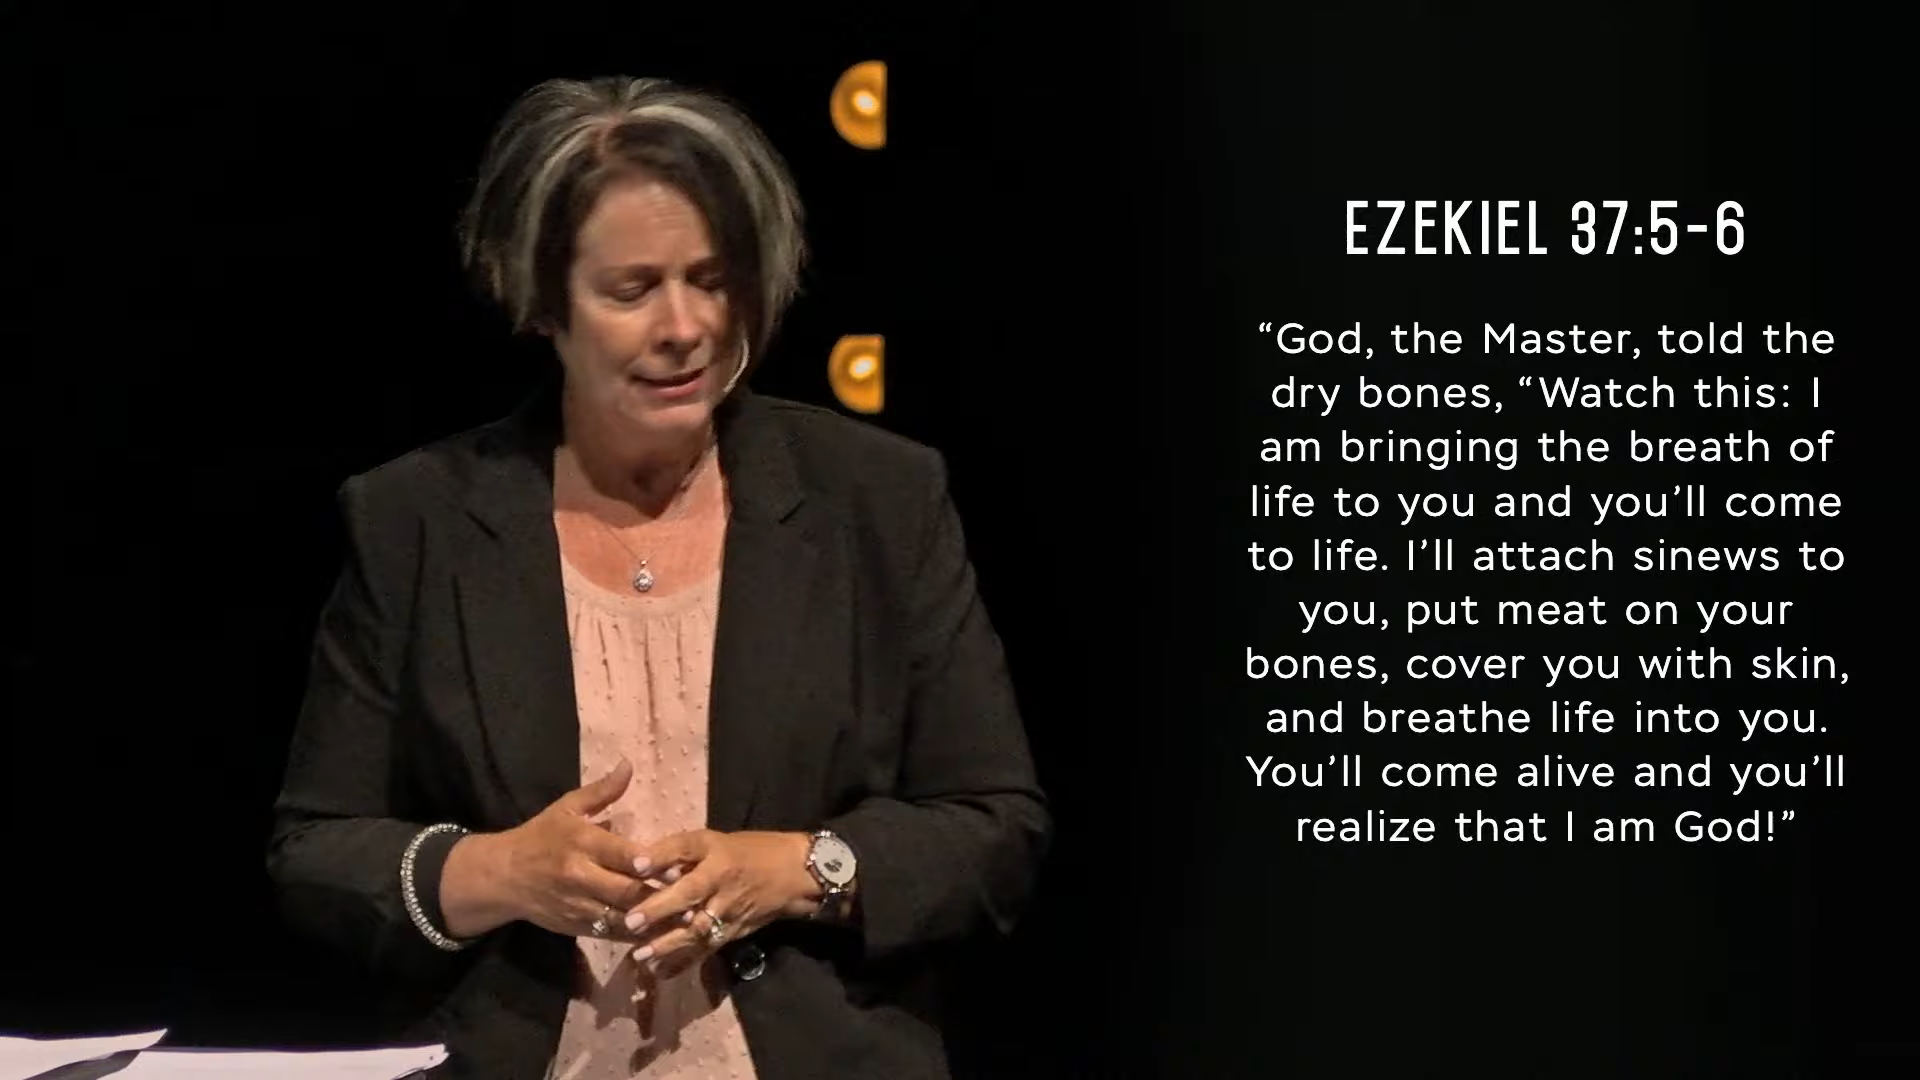 EZEKIEL 37:5-6
“God, the Master, told the
dry bones, “Watch this: I
am bringing the breath of
life to you and you’ll come
to life. I’ll attach sinews to
you, put meat on your
bones, cover you with skin,
and breathe life into you.
You’ll come alive and you’ll
realize that I am God!”